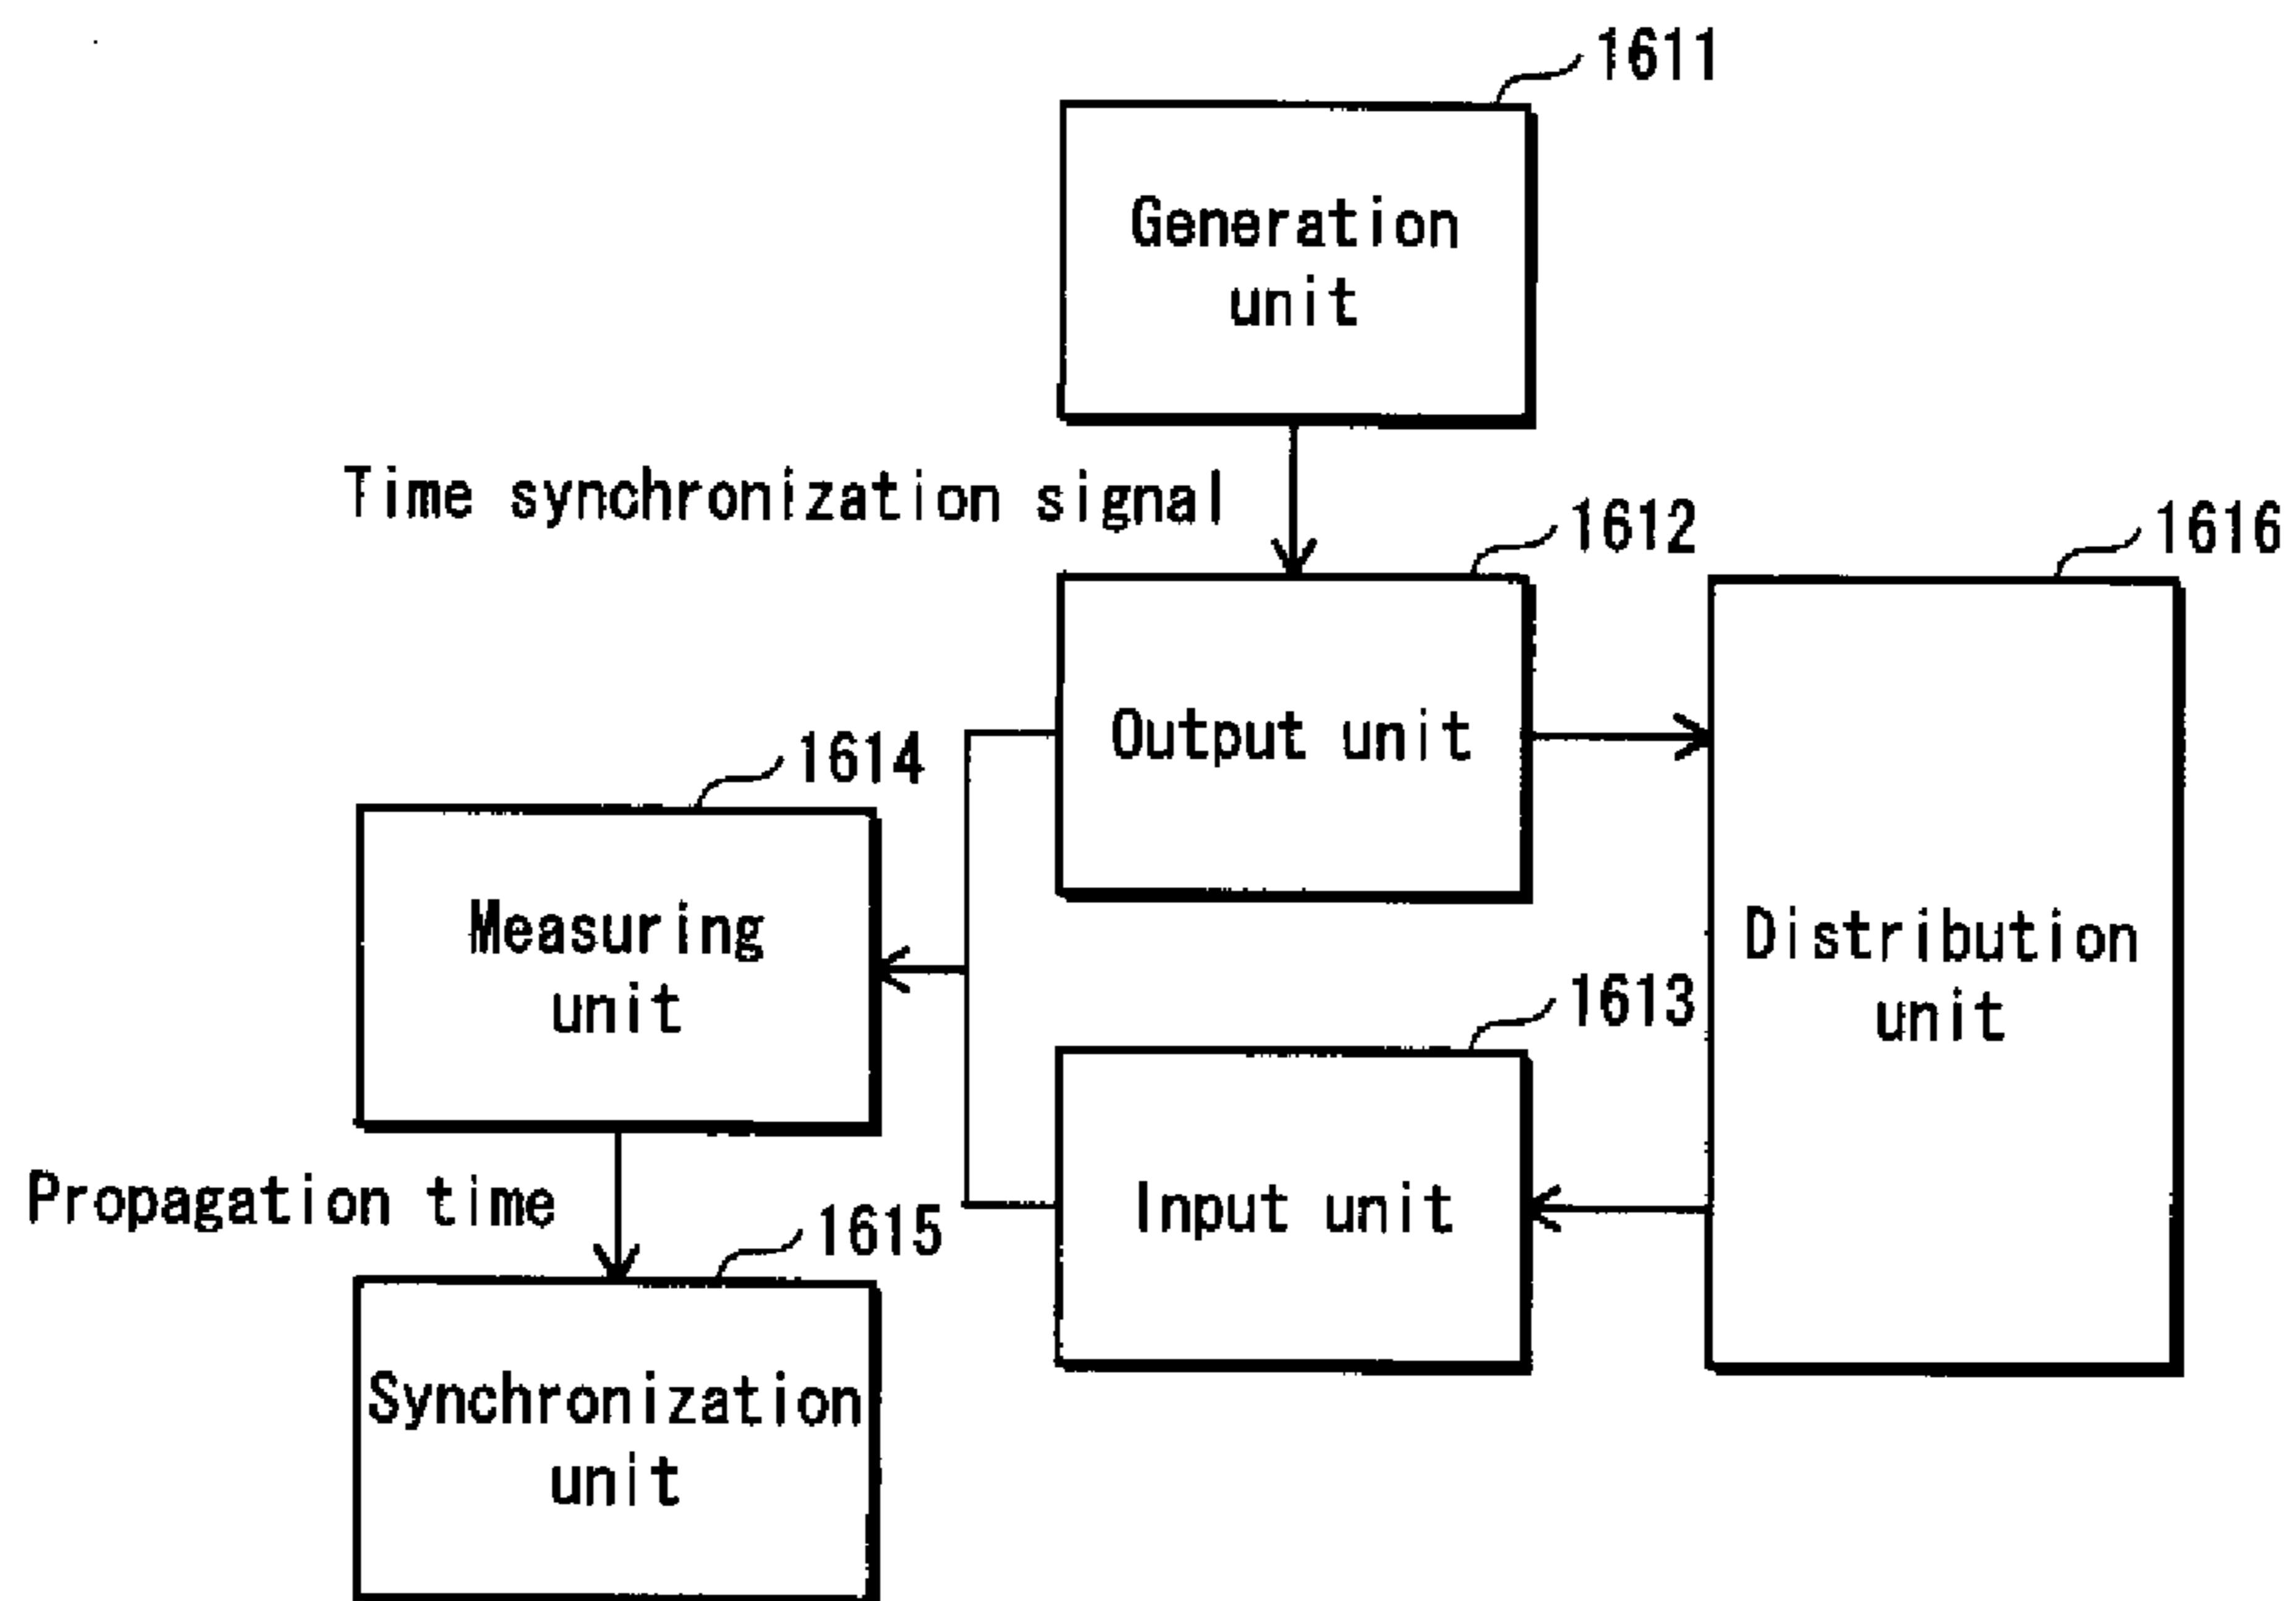 1611
Generation
unit
Time synchronization signal
1612
1616
Output unit
1614
Measuring
unit
Distribution
unit
1613
Propagation time
Input unit
1615
Synchronization
unit